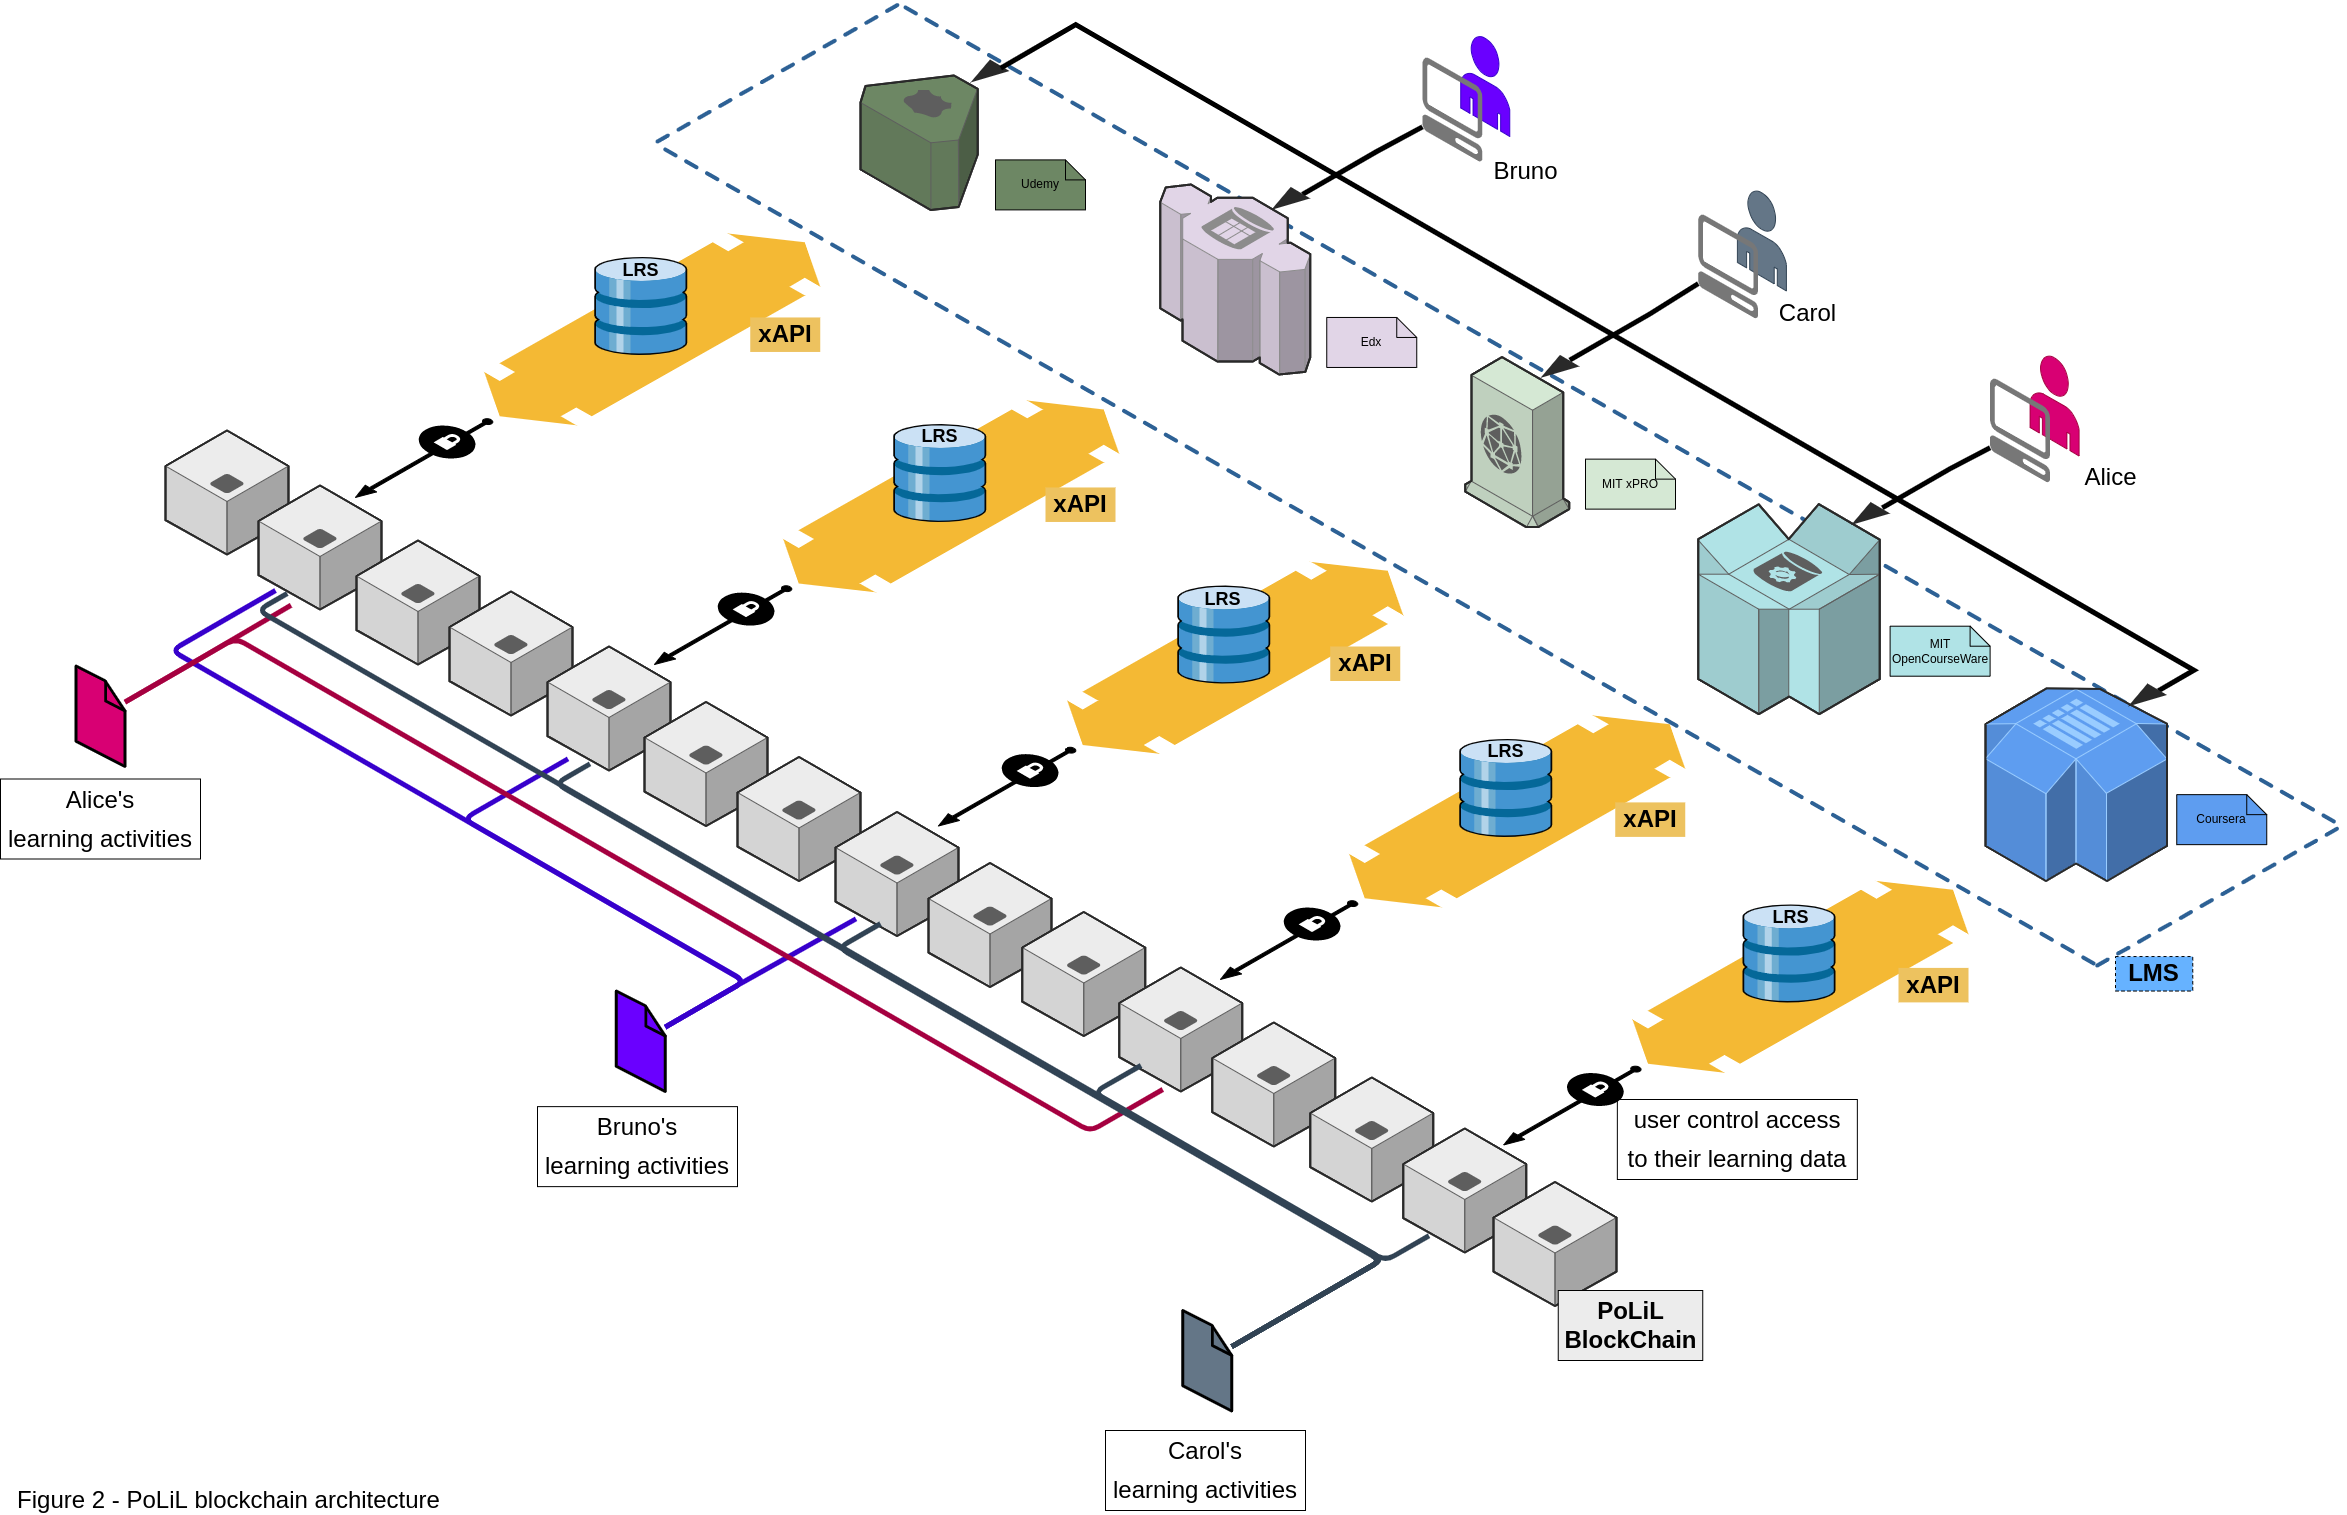 Bruno
Udemy
Carol
LRS
xAPI
Edx
Alice
LRS
xAPI
MIT xPRO
LRS
xAPI
MIT
OpenCourseWare
LRS
xAPI
Coursera
LRS
xAPI
LMS
Alice's
learning activities
Bruno's
learning activities
user control access
to their learning data
PoLiL
BlockChain
Carol's
learning activities
Figure 2 - PoLiL blockchain architecture